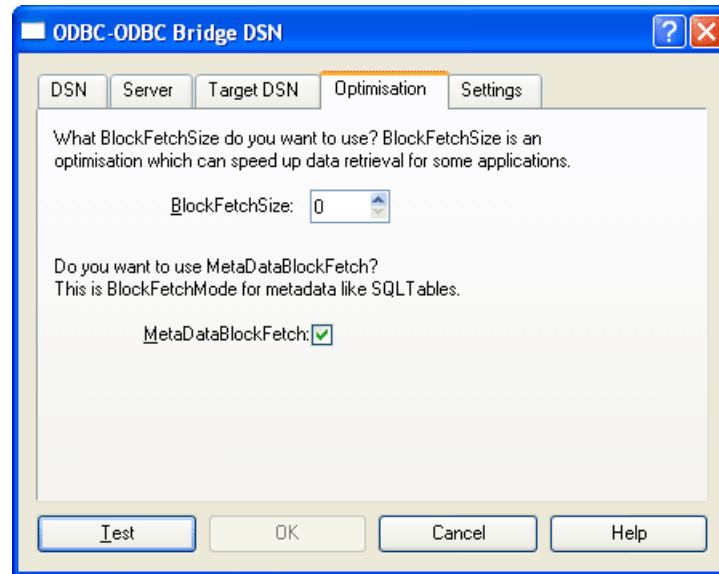 ODBC-ODBC Bridge DSN
DSN Server Target DSN Optimisation Settings
What BlockFetchSize do you want to use? BlockFetchSize is an
optimisation which can speed up data retrieval for some applications.
BlockFetchSize: 0
Do you want to use MetaDataBlockFetch?
This is BlockFetchMode for metadata like SQLTables.
MetaDataBlockFetch:
Test OK Cancel Help